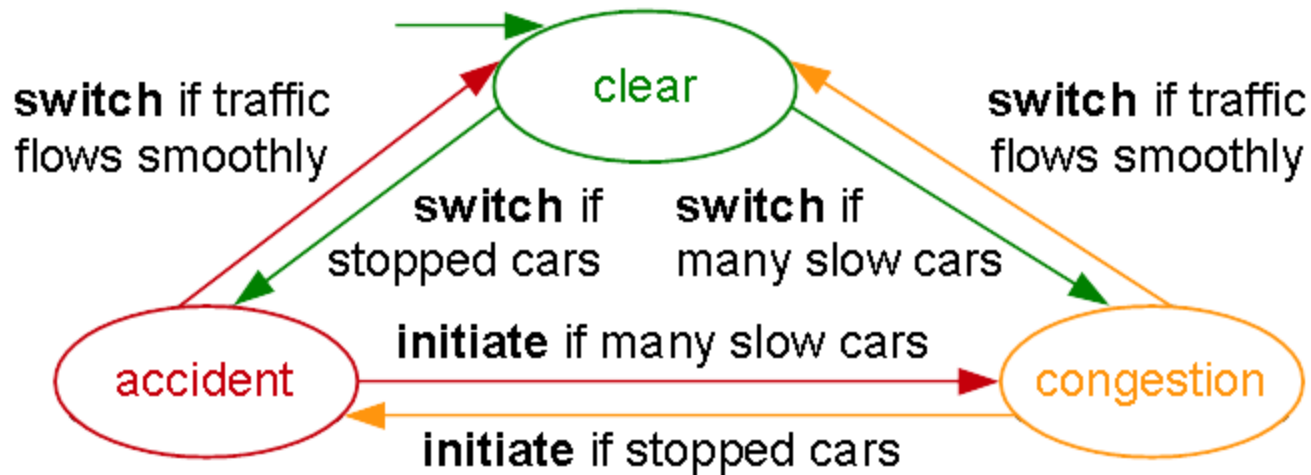 clear
switch if traffic
flows smoothly
switch if traffic
flows smoothly
switch if
stopped cars
switch if
many slow cars
initiate if many slow cars
accident
congestion
initiate if stopped cars